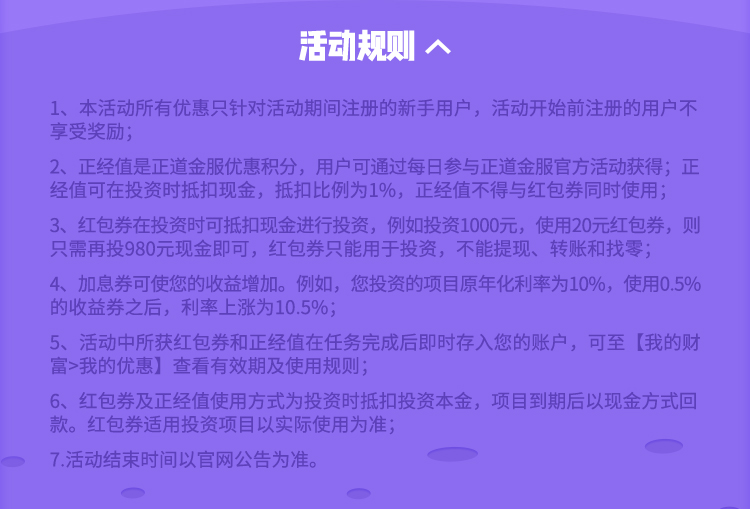 活动规则
1、本活动所有优惠只针对活动期间注册的新手用户，活动开始前注册的用户不
享受奖励；
2、正经值是正道金服优惠积分，用户可通过每日参与正道金服官方活动获得；正
经值可在投资时抵扣现金，抵扣比例为1%，正经值不得与红包券同时使用；
3、红包券在投资时可抵扣现金进行投资，例如投资1000元，使用20元红包券，则
只需再投980元现金即可，红包券只能用于投资，不能提现、转账和找零；
4、加息券可使您的收益增加。例如，您投资的项目原年化利率为10%，使用0.5%
的收益券之后，利率上涨为10.5%；
5、活动中所获红包券和正经值在任务完成后即时存入您的账户，可至【我的财
富>我的优惠】查看有效期及使用规则；
6、红包券及正经值使用方式为投资时抵扣投资本金，项目到期后以现金方式回
款。红包券适用投资项目以实际使用为准；
7.活动结束时间以官网公告为准。